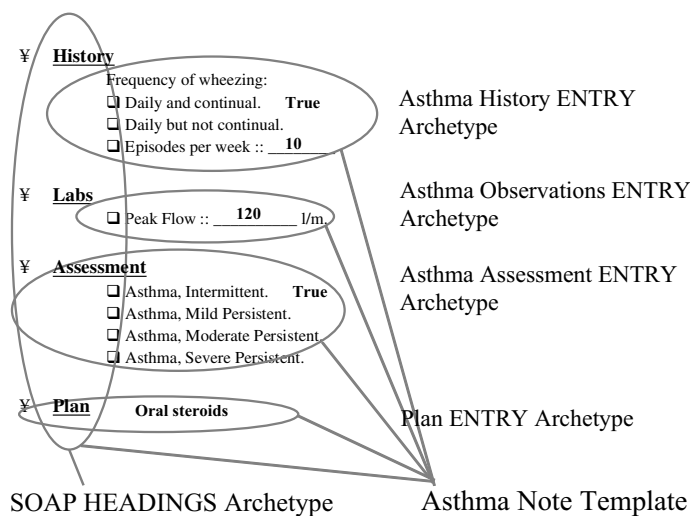 ¥ History
Frequency of wheezing:
❑ Daily and continual. True
❑ Daily but not continual.
❑ Episodes per week :: __10____
Asthma History ENTRY
Archetype
¥ Labs
❑ Peak Flow :: ___120______ l/m.
Asthma Observations ENTRY
Archetype
¥ Assessment
❑ Asthma, Intermittent. True
❑ Asthma, Mild Persistent.
❑ Asthma, Moderate Persistent
❑ Asthma, Severe Persistent.
Asthma Assessment ENTRY
Archetype
¥ Plan Oral steroids
Plan ENTRY Archetype
SOAP HEADINGS Archetype
Asthma Note Template